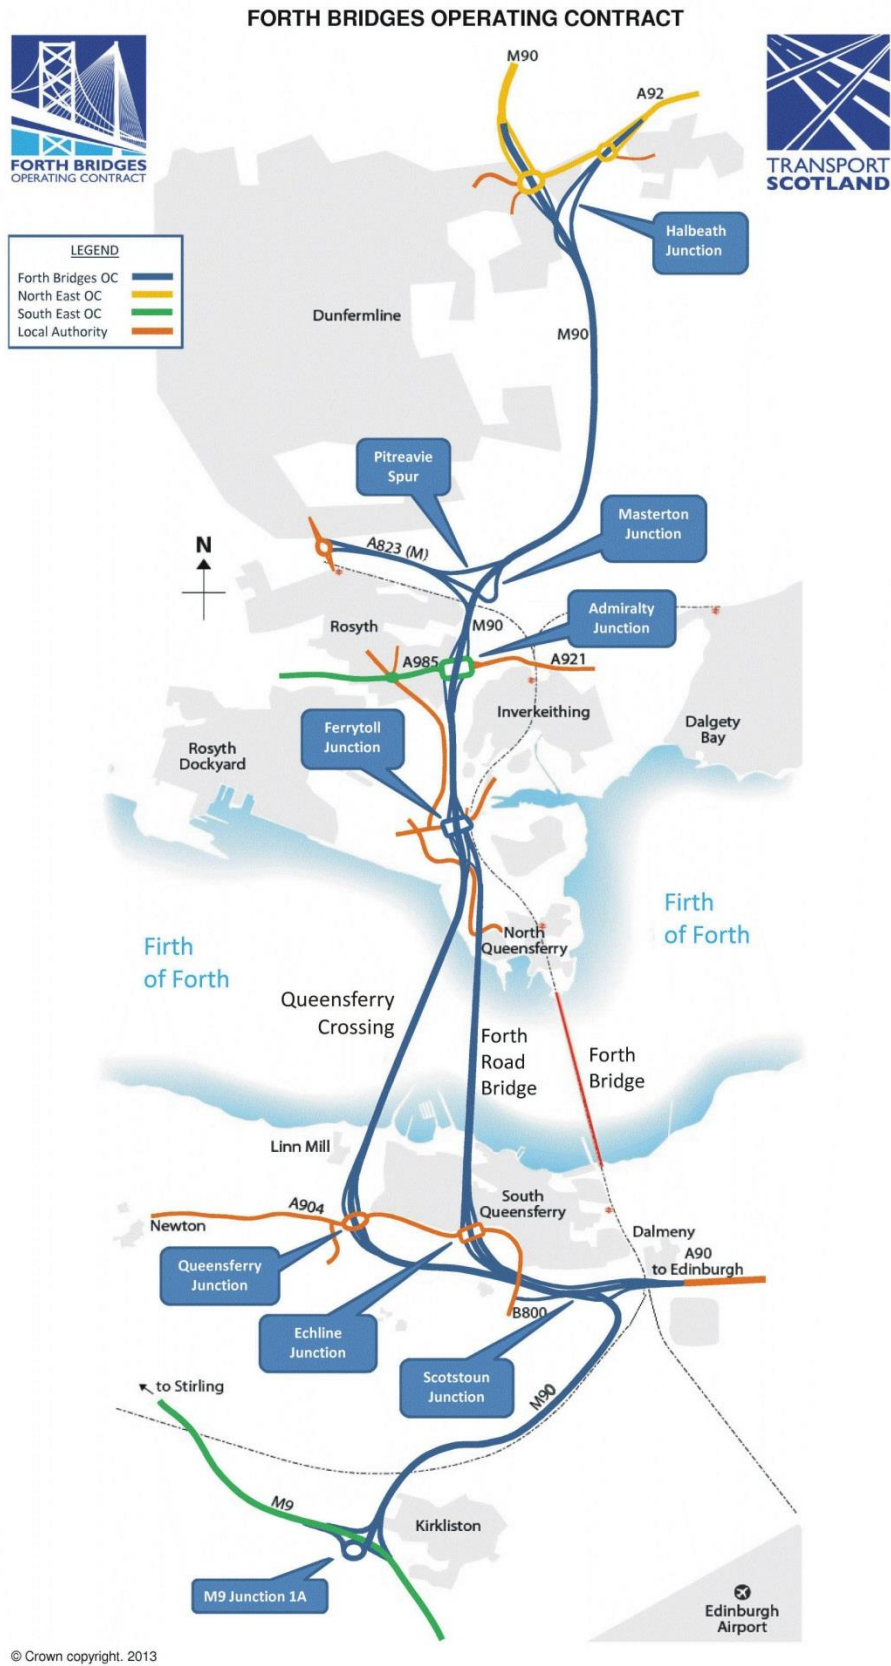 FORTH BRIDGES OPERATING CONTRACT
FORTH BRIDGES
OPERATING CONTRACT
TRANSPORT
SCOTLAND
M90
A92
Halbeath
Junction
LEGEND
Forth Bridges OC
North East OC
South East OC
Local Authority
Dunfermline
M90
Pitreavie
Spur
Masterton
Junction
N
A823 (M)
Admiralty
Junction
Rosyth
M90
A985
A921
Ferrytoll
Junction
Inverkeithing
Dalgety
Bay
Rosyth
Dockyard
Firth
of Forth
Firth
of Forth
North
Queensferry
Queensferry
Crossing
Forth
Road
Bridge
Forth
Bridge
Linn Mill
A904
Newton
South
Queensferry
Dalmeny
A90
to Edinburgh
Queensferry
Junction
B800
Echline
Junction
Scotstoun
Junction
to Stirling
M90
M9
Kirkliston
M9 Junction 1A
Edinburgh
Airport
© Crown copyright. 2013